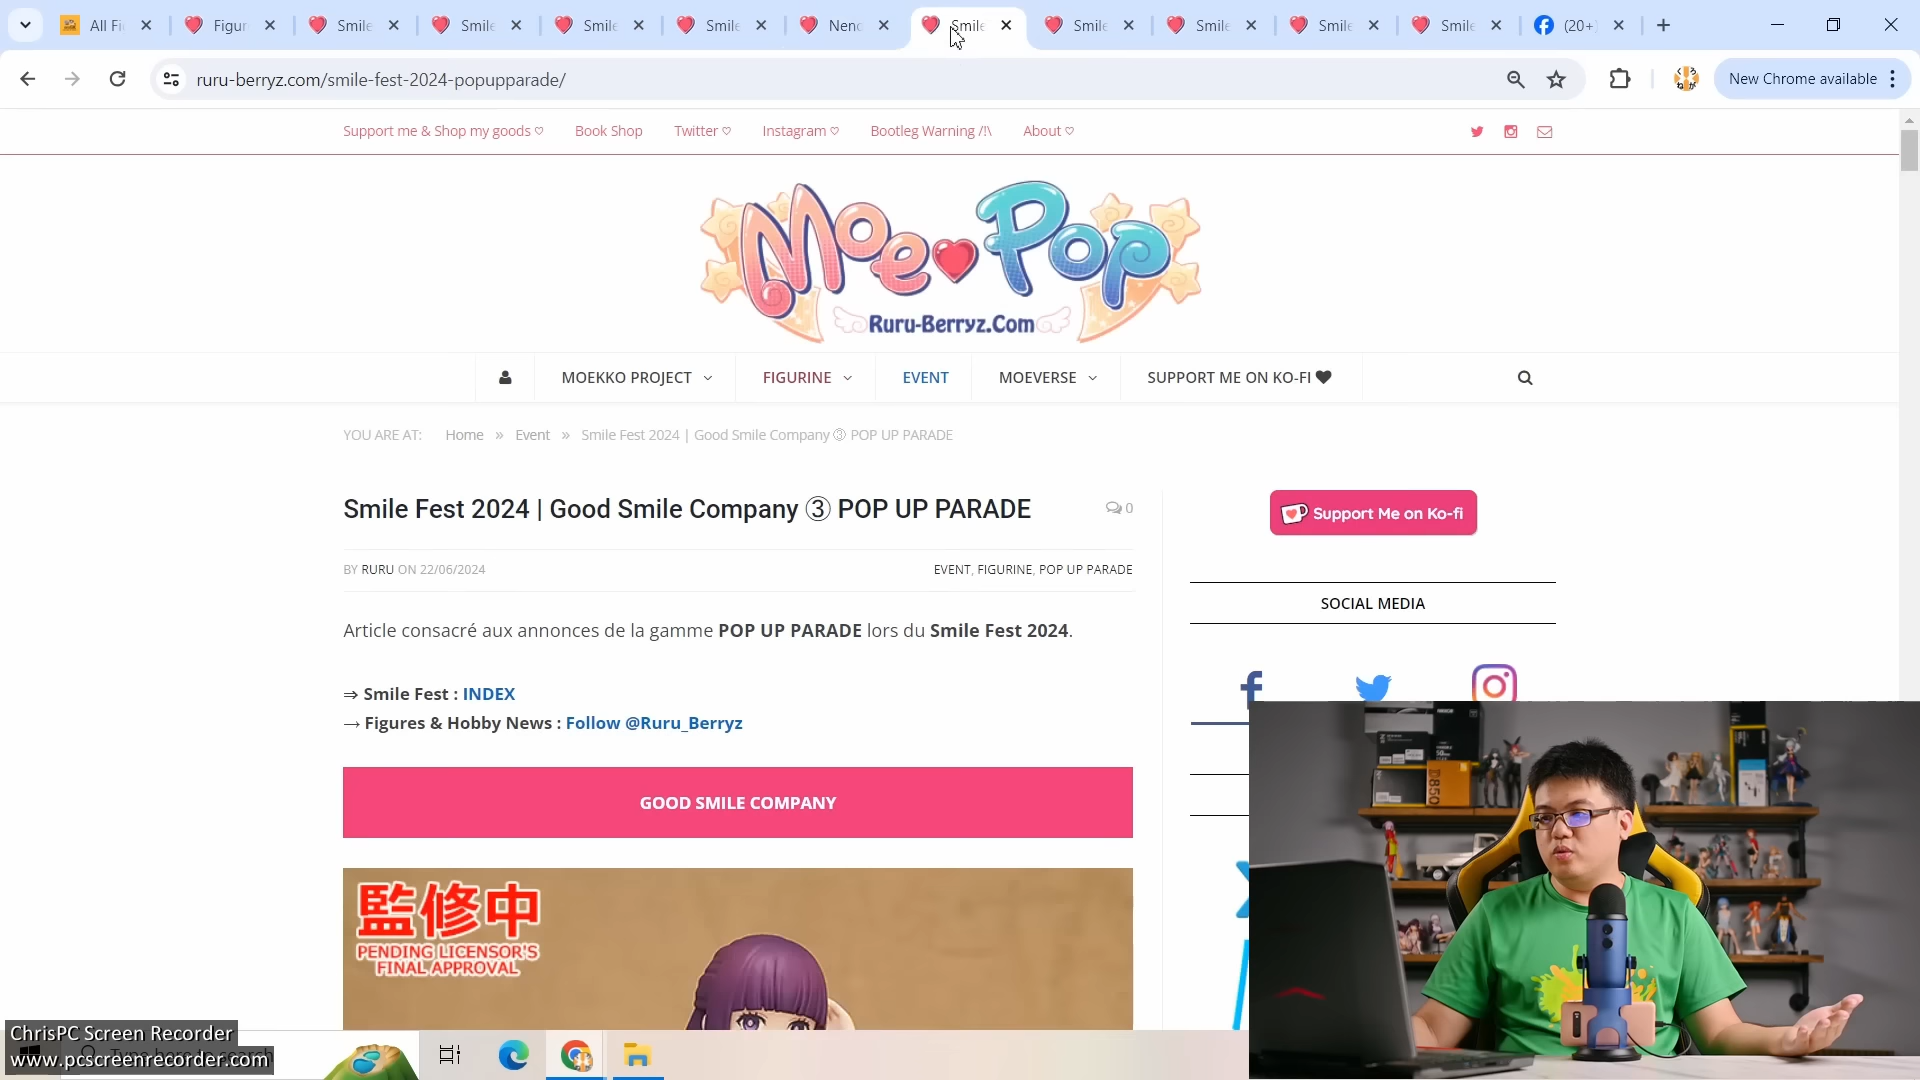 All Fi
Figur
Smile
Smile
Smile
Smile
Nend
Smile
Smile
Smile
Smile
Smile
(20+)
ruru-berryz.com/smile-fest-2024-popupparade/
New Chrome available
Support me & Shop my goods ♡
Book Shop
Twitter ♡
Instagram ♡
Bootleg Warning /!\
About ♡
Moe Pop
Ruru-Berryz.Com
MOEKKO PROJECT
FIGURINE
EVENT
MOEVERSE
SUPPORT ME ON KO-FI ♥
YOU ARE AT: Home » Event » Smile Fest 2024 | Good Smile Company ③ POP UP PARADE
Smile Fest 2024 | Good Smile Company ③ POP UP PARADE
0
BY RURU ON 22/06/2024
EVENT, FIGURINE, POP UP PARADE
Article consacré aux annonces de la gamme POP UP PARADE lors du Smile Fest 2024.
⇒ Smile Fest : INDEX
→ Figures & Hobby News : Follow @Ruru_Berryz
GOOD SMILE COMPANY
監修中
PENDING LICENSOR'S
FINAL APPROVAL
Support Me on Ko-fi
SOCIAL MEDIA
D850
ChrisPC Screen Recorder
www.pcscreenrecorder.com